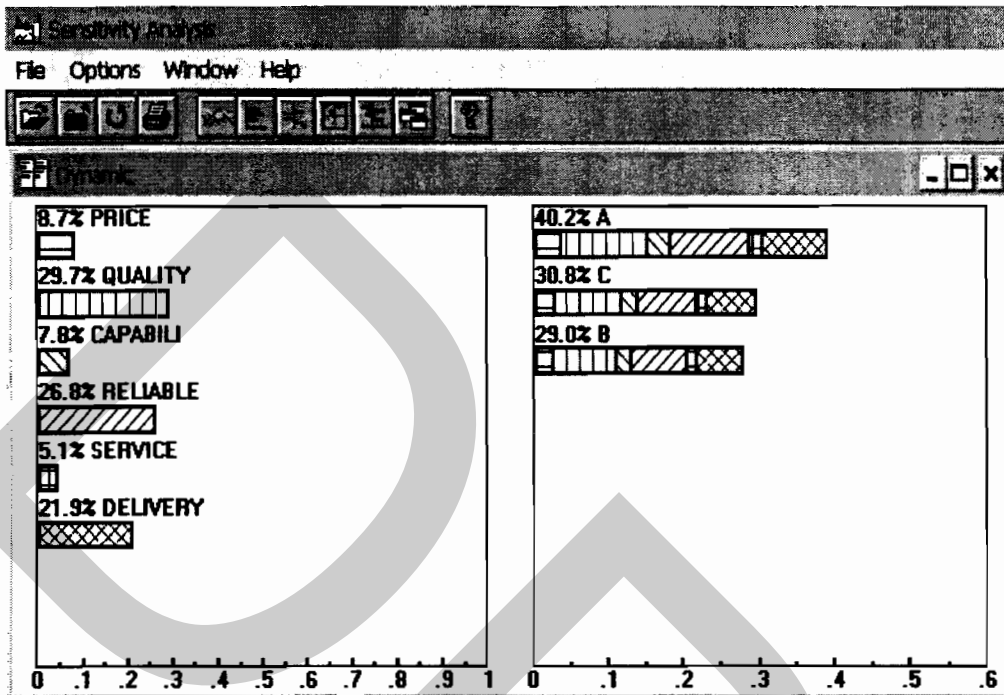 Sensitivity Analysis
File Options Window Help
Dynamic
8.7% PRICE
29.7% QUALITY
7.8% CAPABILI
26.8% RELIABLE
5.1% SERVICE
21.9% DELIVERY
0 .1 .2 .3 .4 .5 .6 .7 .8 .9 1
40.2% A
30.8% C
29.0% B
0 .1 .2 .3 .4 .5 .6